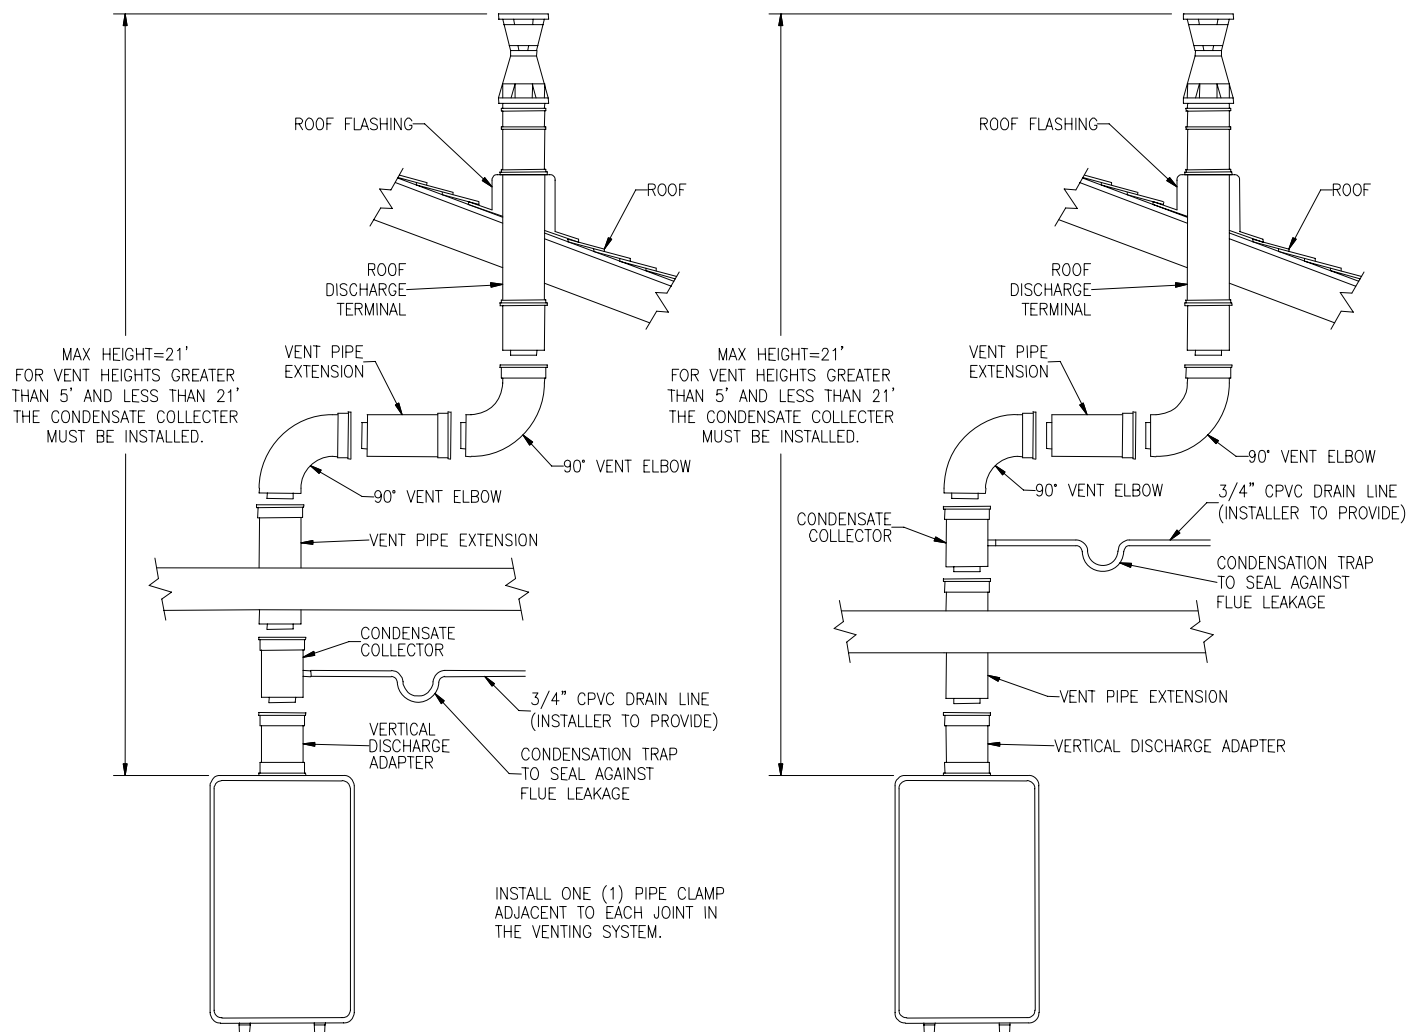 ROOF FLASHING
ROOF
ROOF
DISCHARGE
TERMINAL
MAX HEIGHT=21'
FOR VENT HEIGHTS GREATER
THAN 5' AND LESS THAN 21'
THE CONDENSATE COLLECTER
MUST BE INSTALLED.
VENT PIPE
EXTENSION
90° VENT ELBOW
90° VENT ELBOW
VENT PIPE EXTENSION
CONDENSATE
COLLECTOR
3/4" CPVC DRAIN LINE
(INSTALLER TO PROVIDE)
VERTICAL
DISCHARGE
ADAPTER
CONDENSATION TRAP
TO SEAL AGAINST
FLUE LEAKAGE
INSTALL ONE (1) PIPE CLAMP
ADJACENT TO EACH JOINT IN
THE VENTING SYSTEM.
ROOF FLASHING
ROOF
ROOF
DISCHARGE
TERMINAL
MAX HEIGHT=21'
FOR VENT HEIGHTS GREATER
THAN 5' AND LESS THAN 21'
THE CONDENSATE COLLECTER
MUST BE INSTALLED.
VENT PIPE
EXTENSION
90° VENT ELBOW
90° VENT ELBOW
3/4" CPVC DRAIN LINE
(INSTALLER TO PROVIDE)
CONDENSATE
COLLECTOR
CONDENSATION TRAP
TO SEAL AGAINST
FLUE LEAKAGE
VENT PIPE EXTENSION
VERTICAL DISCHARGE ADAPTER